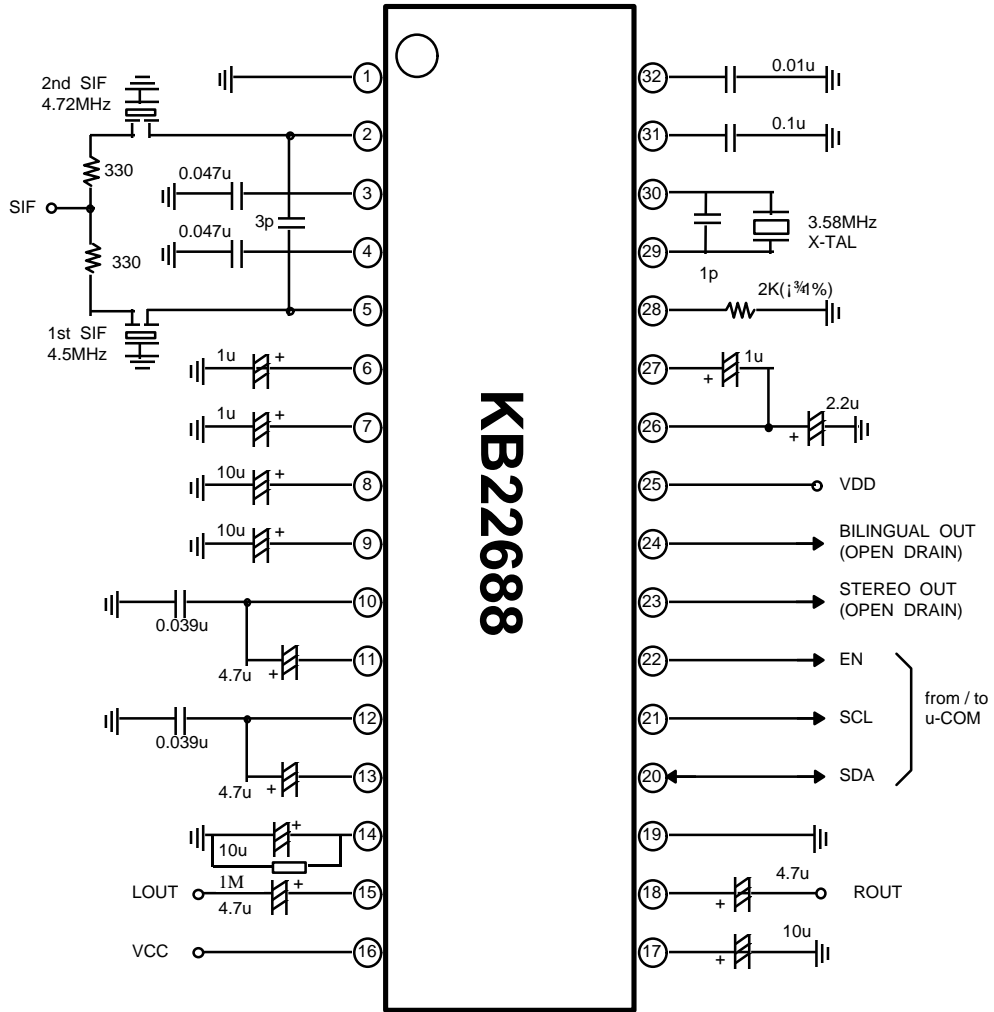 KB22688
2nd SIF
4.72MHz
330
SIF
330
1st SIF
4.5MHz
0.047u
0.047u
3p
1u
+
1u
+
10u
+
10u
+
0.039u
4.7u
+
0.039u
4.7u
+
+
10u
LOUT
1M
+
4.7u
VCC
1
2
3
4
5
6
7
8
9
10
11
12
13
14
15
16
32
31
30
29
28
27
26
25
24
23
22
21
20
19
18
17
0.01u
0.1u
3.58MHz
X-TAL
1p
2K(¡¾1%)
1u
+
2.2u
+
VDD
BILINGUAL OUT
(OPEN DRAIN)
STEREO OUT
(OPEN DRAIN)
EN
SCL
SDA
from / to
u-COM
4.7u
+
ROUT
10u
+